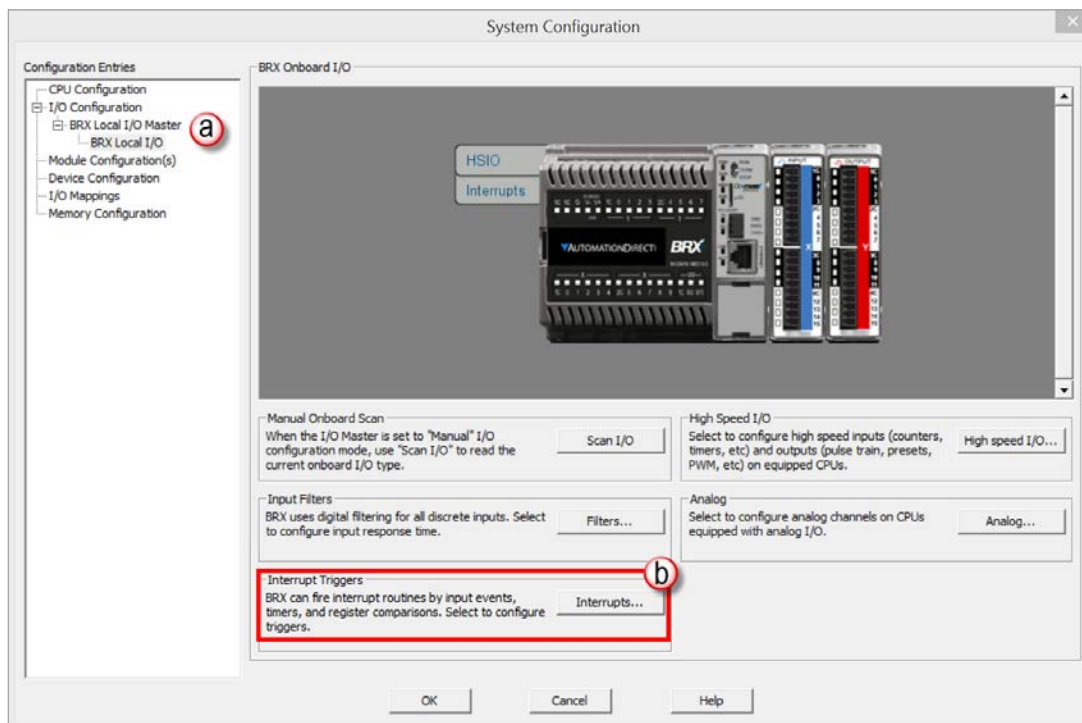 System Configuration
Configuration Entries
CPU Configuration
I/O Configuration
BRX Local I/O Master
a
BRX Local I/O
Module Configuration(s)
Device Configuration
I/O Mappings
Memory Configuration
BRX Onboard I/O
HSIO
Interrupts
INPUT
OUTPUT
AUTOMATIONDIRECT
BRX
X
Y
Manual Onboard Scan
When the I/O Master is set to "Manual" I/O
configuration mode, use "Scan I/O" to read the
current onboard I/O type.
Scan I/O
High Speed I/O
Select to configure high speed inputs (counters,
timers, etc) and outputs (pulse train, presets,
PWM, etc) on equipped CPUs.
High speed I/O...
Input Filters
BRX uses digital filtering for all discrete inputs. Select
to configure input response time.
Filters...
Analog
Select to configure analog channels on CPUs
equipped with analog I/O.
Analog...
b
Interrupt Triggers
BRX can fire interrupt routines by input events,
timers, and register comparisons. Select to configure
triggers.
Interrupts...
OK
Cancel
Help